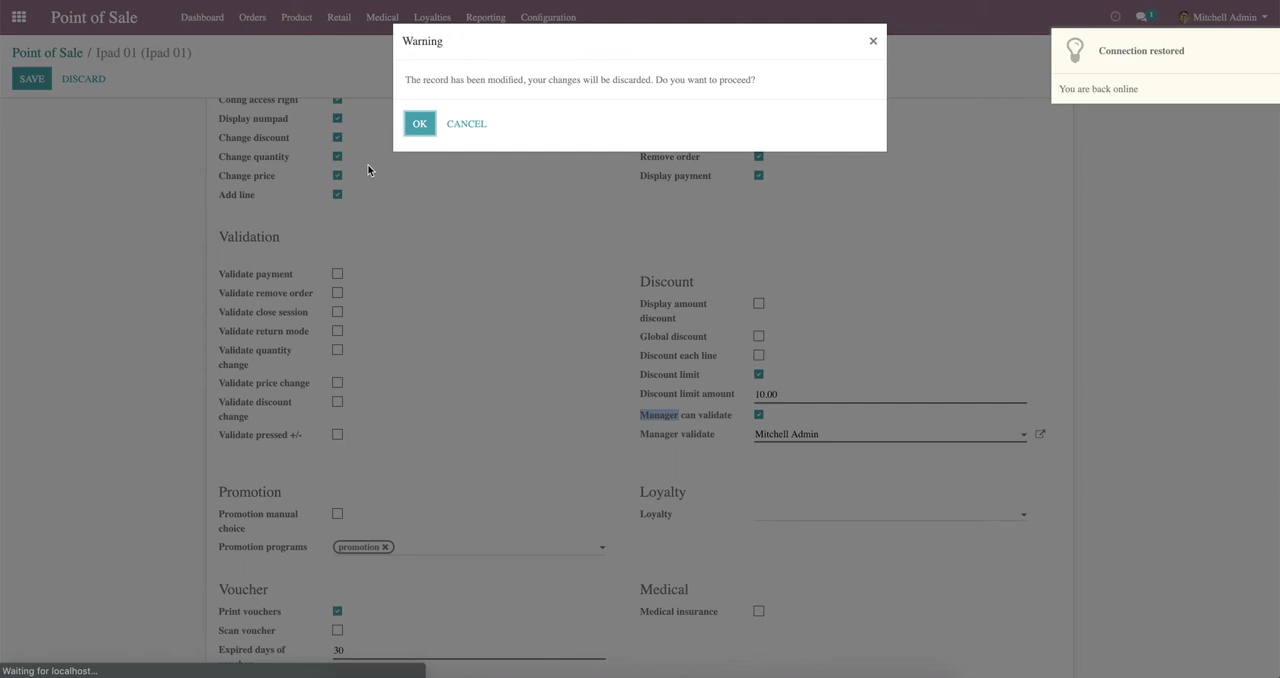 Point of Sale Dashboard Orders Product Retail Medical Loyalties Reporting Configuration 1 Mitchell Admin
Warning ×
Point of Sale / Ipad 01 (Ipad 01)
Connection restored
SAVE DISCARD
The record has been modified, your changes will be discarded. Do you want to proceed?
You are back online
OK CANCEL
Config access right
Display numpad
Change discount
Change quantity
Change price
Add line
Remove order
Display payment
Validation
Validate payment
Validate remove order
Validate close session
Validate return mode
Validate quantity
change
Validate price change
Validate discount
change
Validate pressed +/-
Discount
Display amount
discount
Global discount
Discount each line
Discount limit
Discount limit amount 10.00
Manager can validate
Manager validate Mitchell Admin
Promotion
Promotion manual
choice
Promotion programs promotion ×
Loyalty
Loyalty
Voucher
Print vouchers
Scan voucher
Expired days of 30
Medical
Medical insurance
Waiting for localhost...